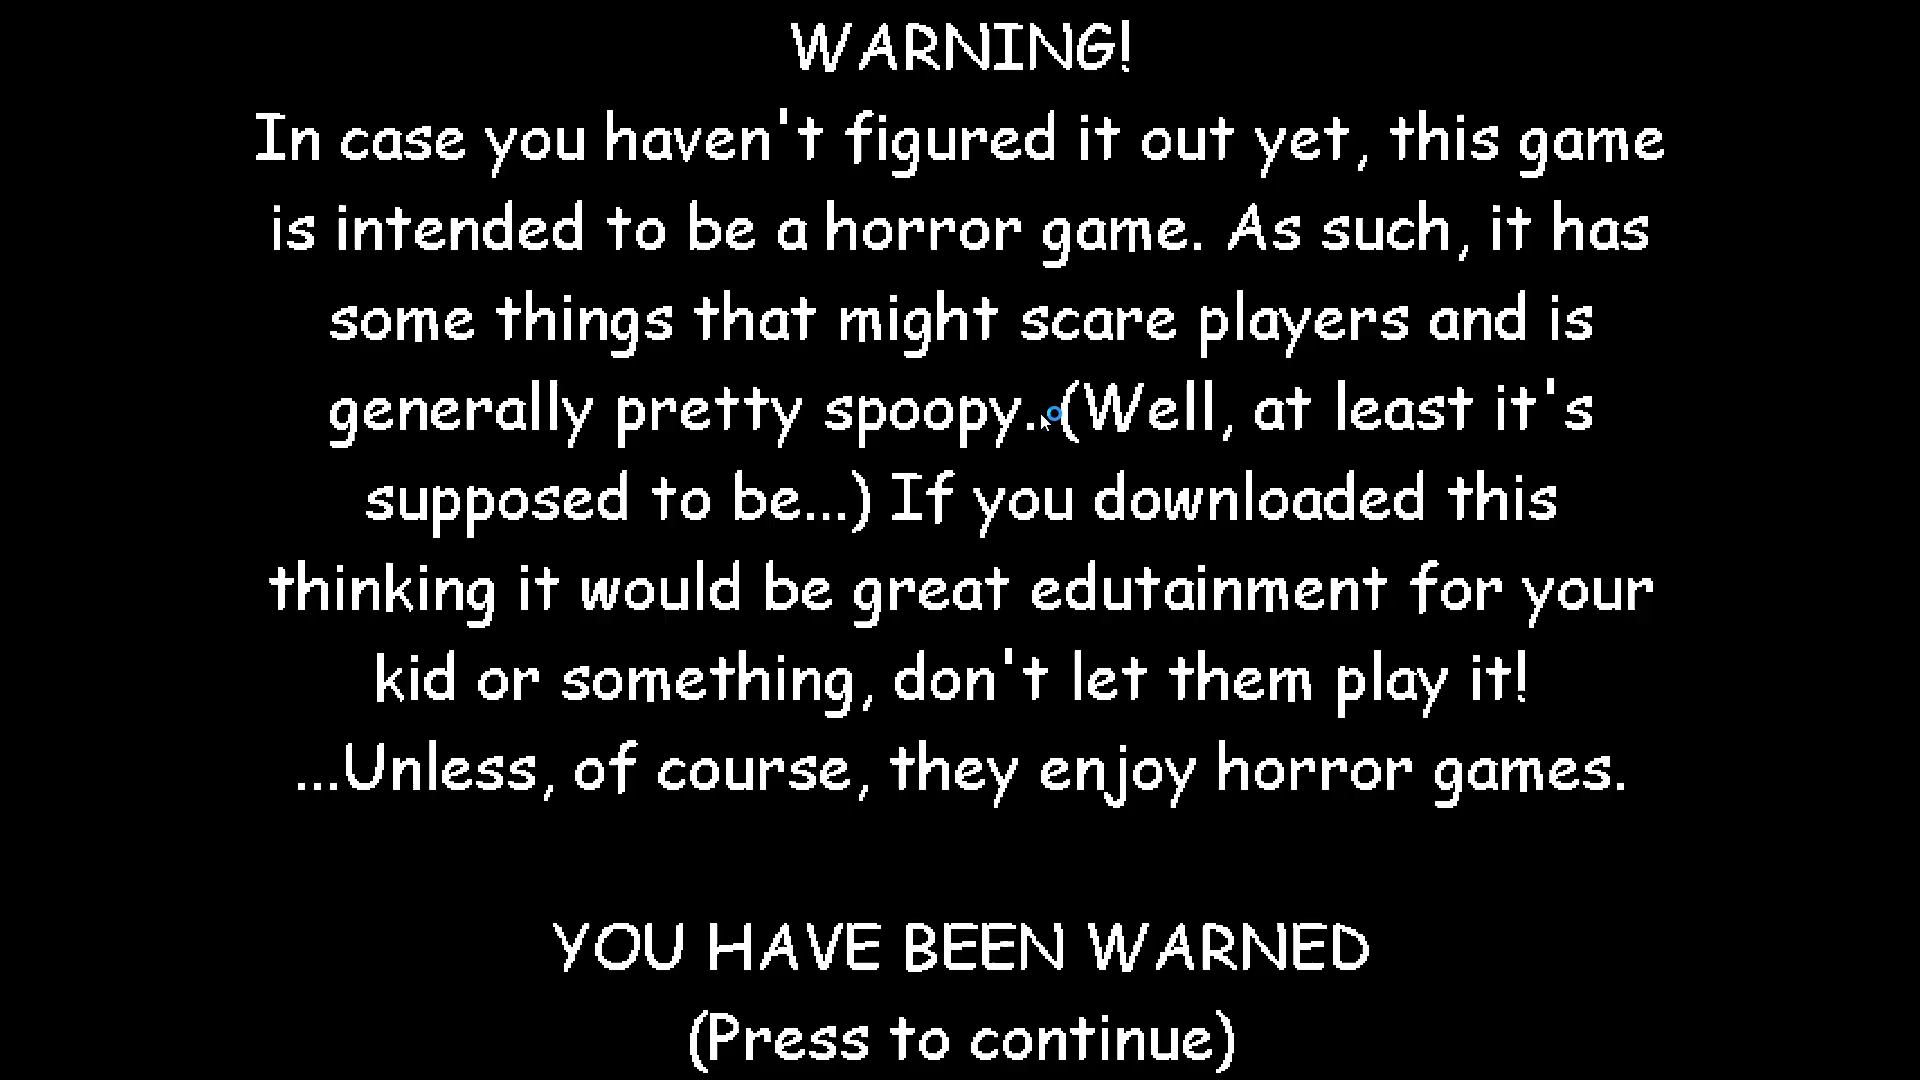 WARNING!
In case you haven't figured it out yet, this game
is intended to be a horror game. As such, it has
some things that might scare players and is
generally pretty spoopy.. (Well, at least it's
supposed to be...) If you downloaded this
thinking it would be great edutainment for your
kid or something, don't let them play it!
...Unless, of course, they enjoy horror games.
YOU HAVE BEEN WARNED
(Press to continue)